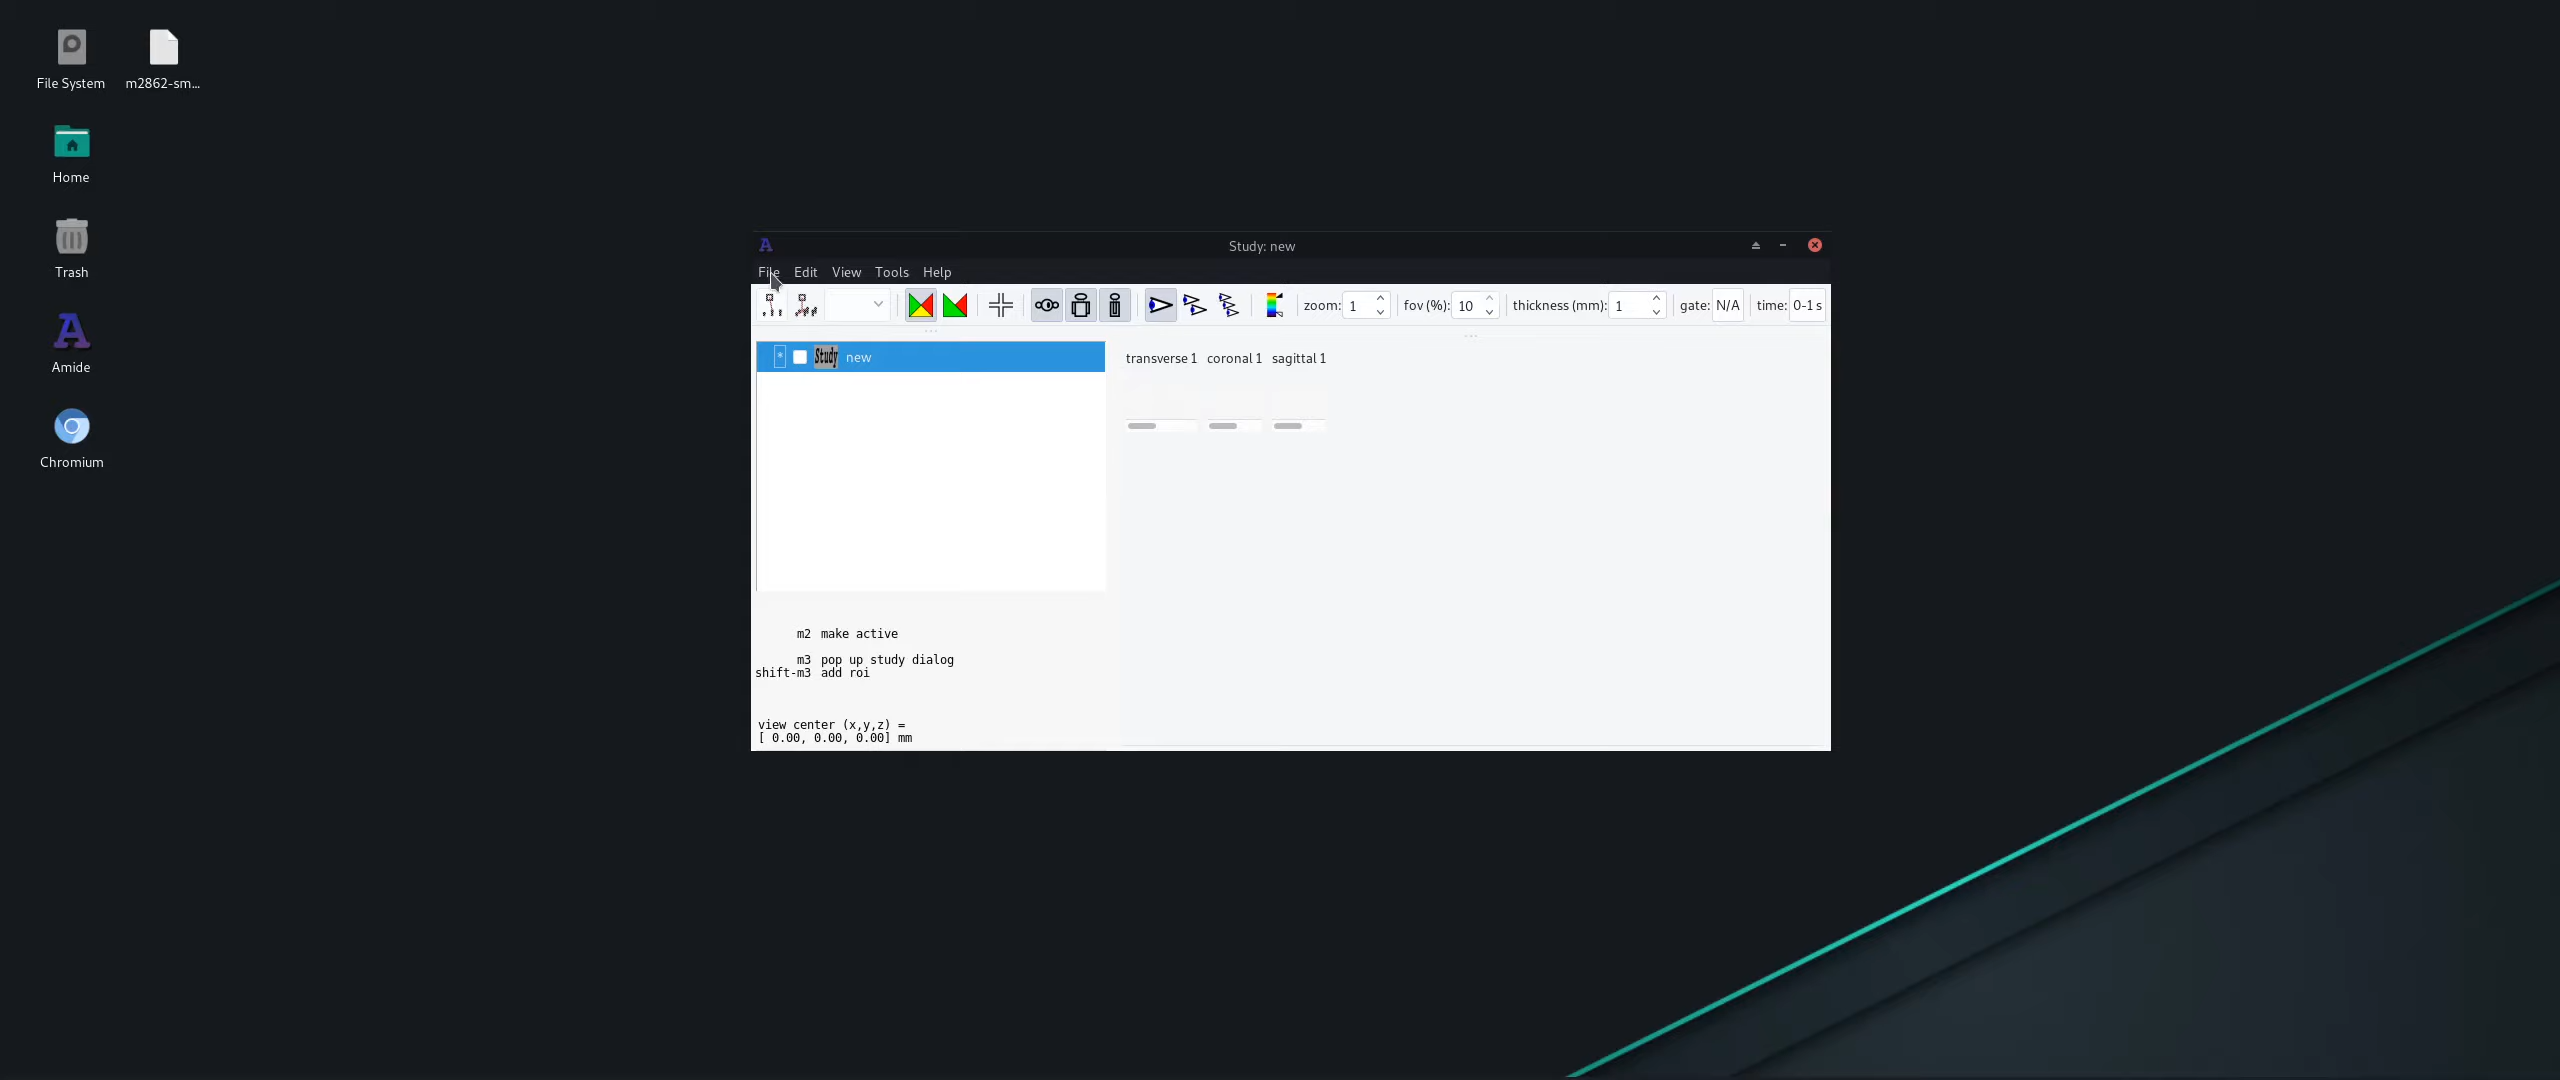 File System
m2862-sm...
Home
Trash
Amide
Chromium
Study: new
File Edit View Tools Help
zoom: 1 fov (%): 10 thickness (mm): 1 gate: N/A time: 0-1 s
* Study new
transverse 1 coronal 1 sagittal 1
m2 make active
m3 pop up study dialog
shift-m3 add roi
view center (x,y,z) =
[ 0.00, 0.00, 0.00] mm